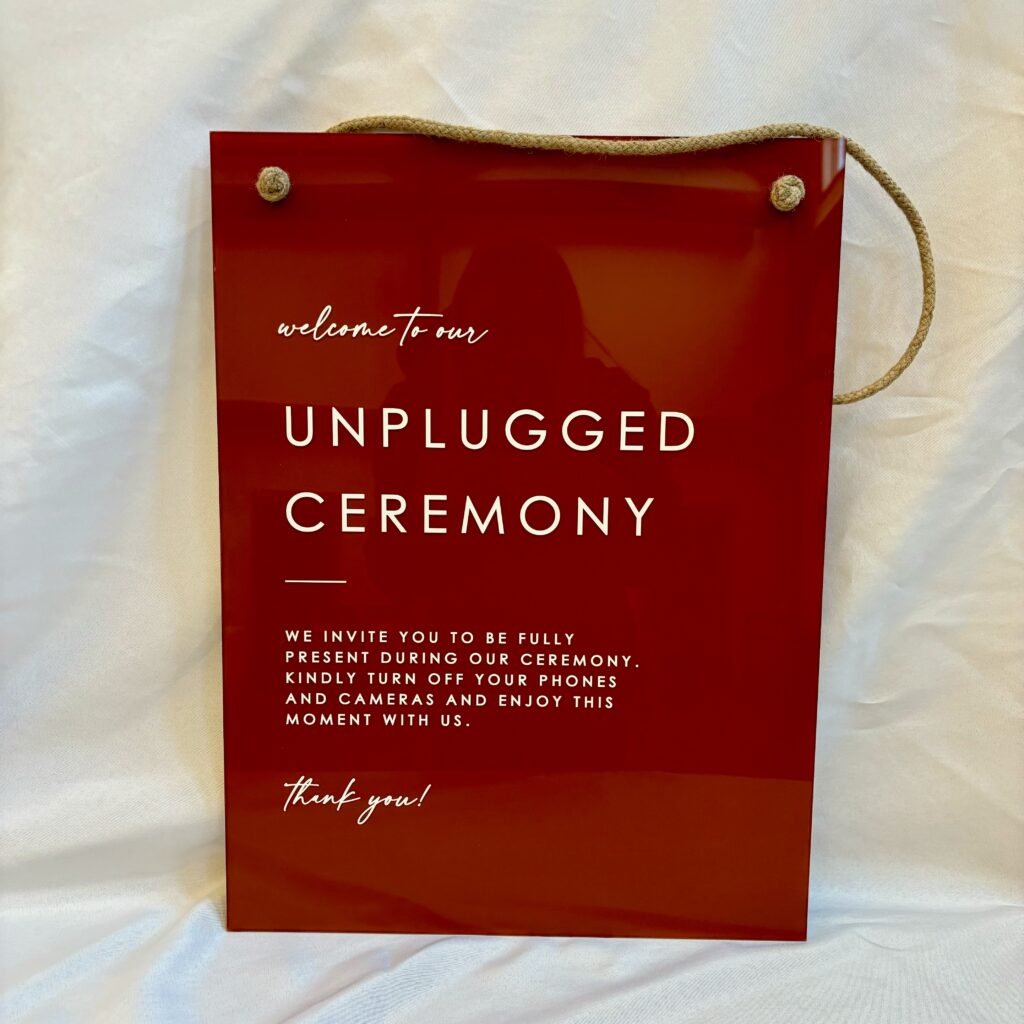 welcome to our
UNPLUGGED
CEREMONY
WE INVITE YOU TO BE FULLY
PRESENT DURING OUR CEREMONY.
KINDLY TURN OFF YOUR PHONES
AND CAMERAS AND ENJOY THIS
MOMENT WITH US.
thank you!